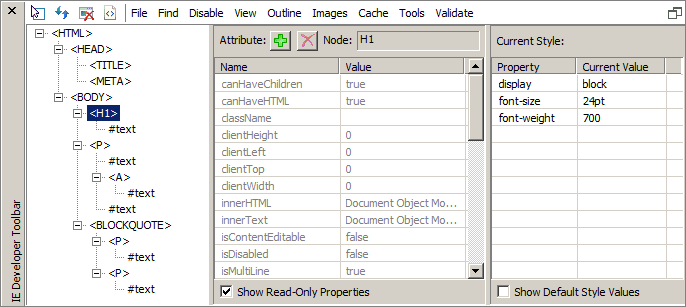 File Find Disable View Outline Images Cache Tools Validate
IE Developer Toolbar
<HTML>
<HEAD>
<TITLE>
<META>
<BODY>
<H1>
#text
<P>
#text
<A>
#text
#text
<BLOCKQUOTE>
<P>
#text
<P>
#text
Attribute: Node: H1
Name Value
canHaveChildren true
canHaveHTML true
className
clientHeight 0
clientLeft 0
clientTop 0
clientWidth 0
innerHTML Document Object Mo...
innerText Document Object Mo...
isContentEditable false
isDisabled false
isMultiLine true
Show Read-Only Properties
Current Style:
Property Current Value
display block
font-size 24pt
font-weight 700
Show Default Style Values